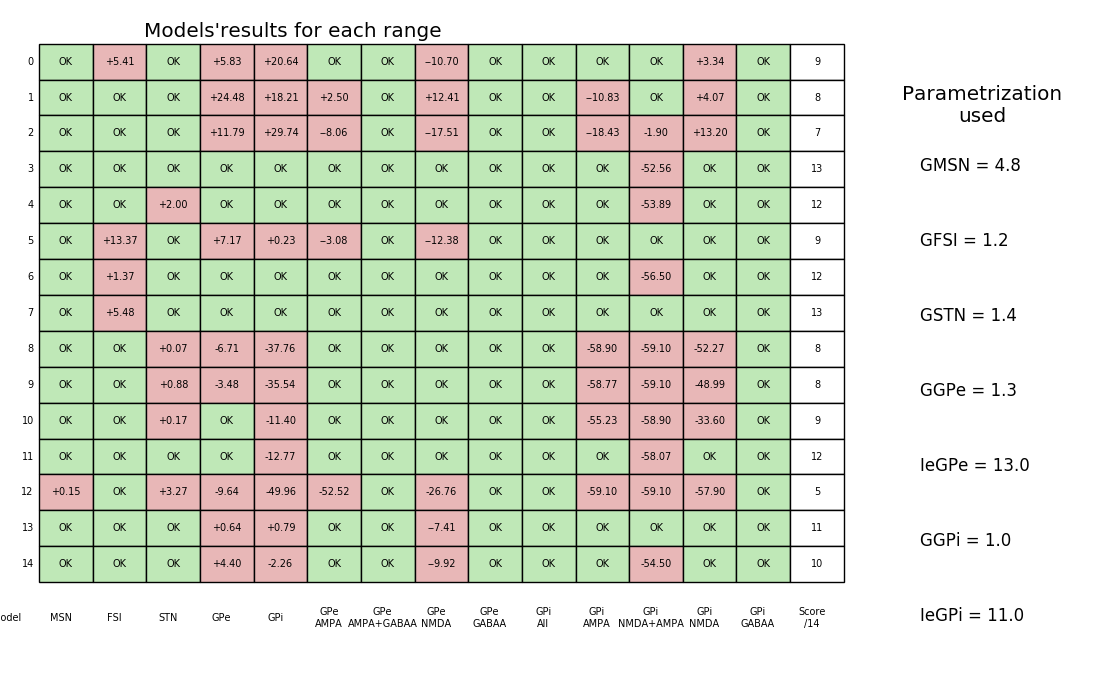 Models'results for each range
0 OK +5.41 OK +5.83 +20.64 OK OK --10.70 OK OK OK OK +3.34 OK 9
1 OK OK OK +24.48 +18.21 +2.50 OK +12.41 OK OK --10.83 OK +4.07 OK 8
2 OK OK OK +11.79 +29.74 --8.06 OK --17.51 OK OK --18.43 -1.90 +13.20 OK 7
3 OK OK OK OK OK OK OK OK OK OK OK -52.56 OK OK 13
4 OK OK +2.00 OK OK OK OK OK OK OK OK -53.89 OK OK 12
5 OK +13.37 OK +7.17 +0.23 --3.08 OK --12.38 OK OK OK OK OK OK 9
6 OK +1.37 OK OK OK OK OK OK OK OK OK -56.50 OK OK 12
7 OK +5.48 OK OK OK OK OK OK OK OK OK OK OK OK 13
8 OK OK +0.07 -6.71 -37.76 OK OK OK OK OK -58.90 -59.10 -52.27 OK 8
9 OK OK +0.88 -3.48 -35.54 OK OK OK OK OK -58.77 -59.10 -48.99 OK 8
10 OK OK +0.17 OK -11.40 OK OK OK OK OK -55.23 -58.90 -33.60 OK 9
11 OK OK OK OK -12.77 OK OK OK OK OK OK -58.07 OK OK 12
12 +0.15 OK +3.27 -9.64 -49.96 -52.52 OK -26.76 OK OK -59.10 -59.10 -57.90 OK 5
13 OK OK OK +0.64 +0.79 OK OK --7.41 OK OK OK OK OK OK 11
14 OK OK OK +4.40 -2.26 OK OK --9.92 OK OK OK -54.50 OK OK 10
odel MSN FSI STN GPe GPi GPe GPe GPe GPe GPi GPi GPi GPi GPi Score
AMPA AMPA+GABAA NMDA GABAA All AMPA NMDA+AMPA NMDA GABAA /14
Parametrization
used
GMSN = 4.8
GFSI = 1.2
GSTN = 1.4
GGPe = 1.3
IeGPe = 13.0
GGPi = 1.0
IeGPi = 11.0